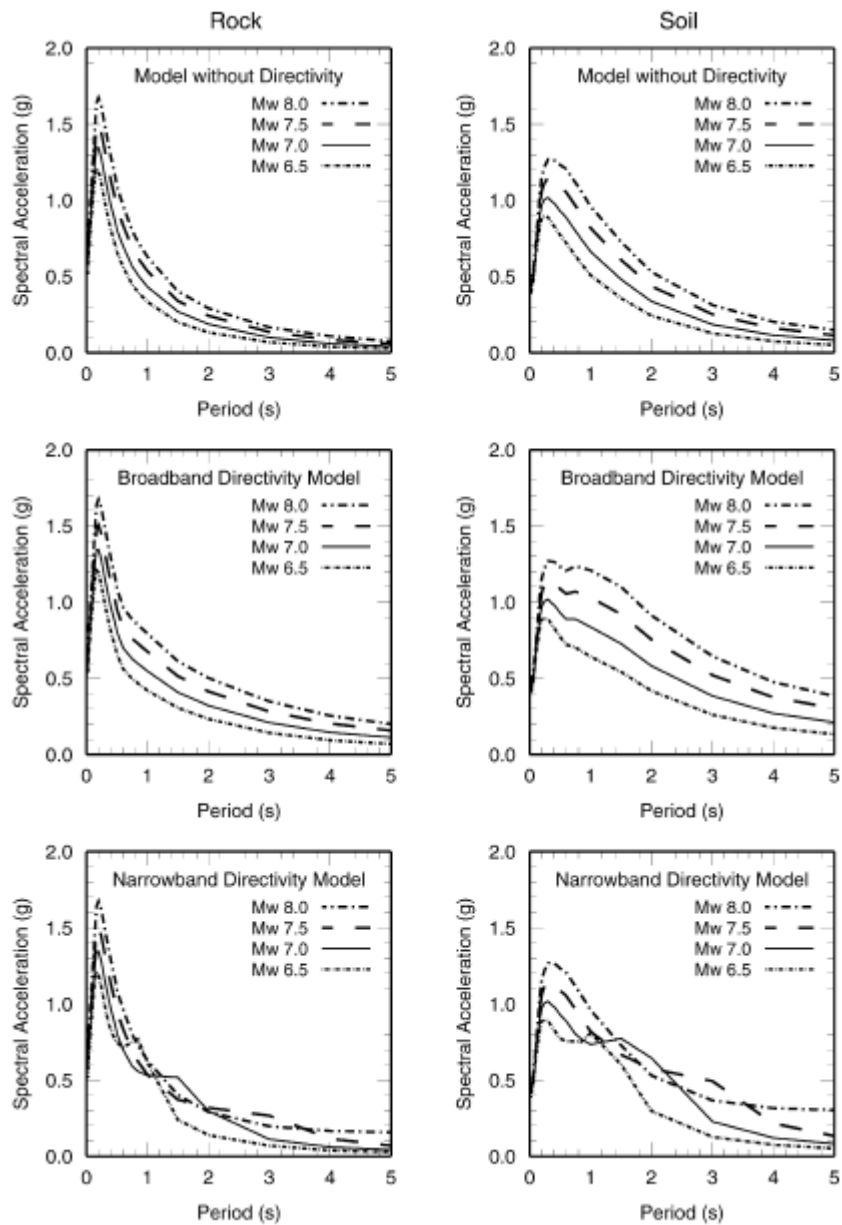 Rock
Soil
2.0
1.5
1.0
0.5
0.0
Spectral Acceleration (g)
Model without Directivity
Mw 8.0
Mw 7.5
Mw 7.0
Mw 6.5
0 1 2 3 4 5
Period (s)
2.0
1.5
1.0
0.5
0.0
Spectral Acceleration (g)
Model without Directivity
Mw 8.0
Mw 7.5
Mw 7.0
Mw 6.5
0 1 2 3 4 5
Period (s)
2.0
1.5
1.0
0.5
0.0
Spectral Acceleration (g)
Broadband Directivity Model
Mw 8.0
Mw 7.5
Mw 7.0
Mw 6.5
0 1 2 3 4 5
Period (s)
2.0
1.5
1.0
0.5
0.0
Spectral Acceleration (g)
Broadband Directivity Model
Mw 8.0
Mw 7.5
Mw 7.0
Mw 6.5
0 1 2 3 4 5
Period (s)
2.0
1.5
1.0
0.5
0.0
Spectral Acceleration (g)
Narrowband Directivity Model
Mw 8.0
Mw 7.5
Mw 7.0
Mw 6.5
0 1 2 3 4 5
Period (s)
2.0
1.5
1.0
0.5
0.0
Spectral Acceleration (g)
Narrowband Directivity Model
Mw 8.0
Mw 7.5
Mw 7.0
Mw 6.5
0 1 2 3 4 5
Period (s)